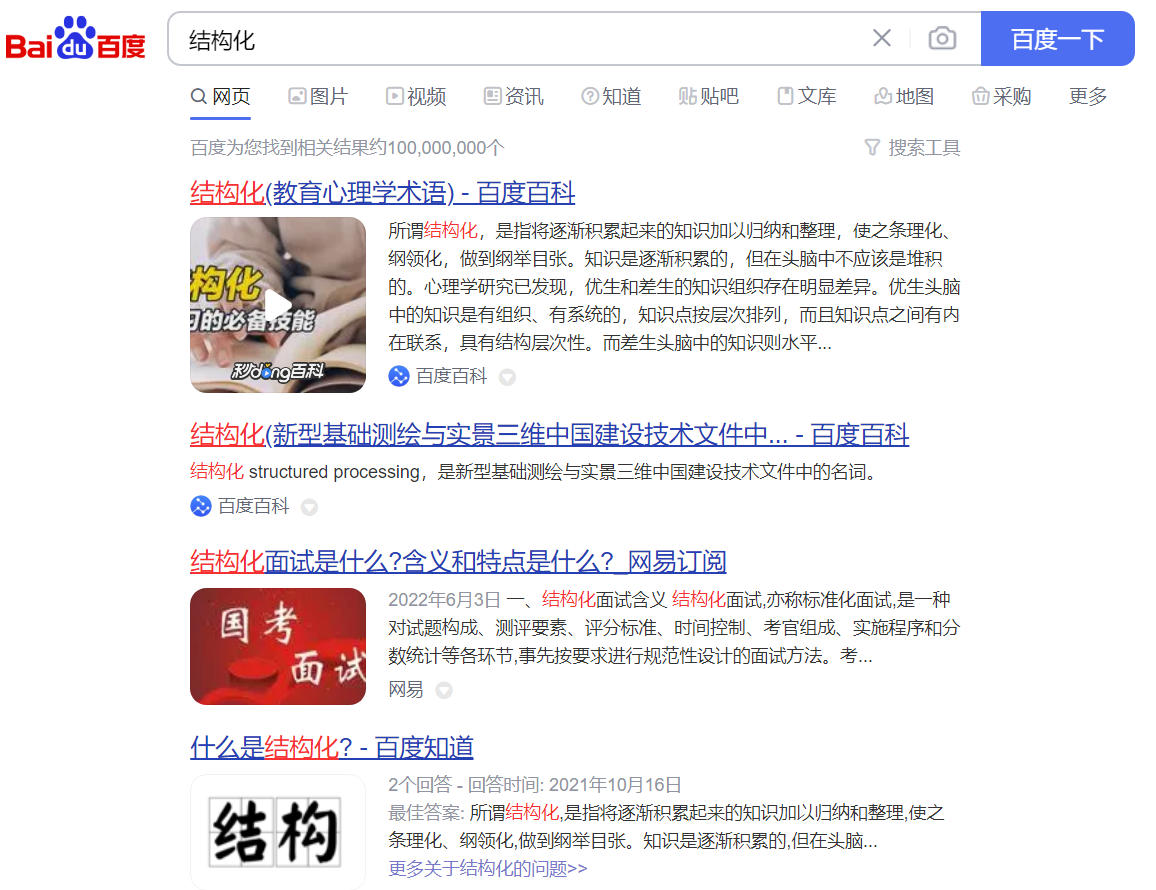 Bai du 百度
结构化
百度一下
网页 图片 视频 资讯 知道 贴吧 文库 地图 采购 更多
百度为您找到相关结果约100,000,000个
搜索工具
结构化(教育心理学术语) - 百度百科
构化
习的必备技能
秒dǒng百科
所谓结构化，是指将逐渐积累起来的知识加以归纳和整理，使之条理化、
纲领化，做到纲举目张。知识是逐渐积累的，但在头脑中不应该是堆积
的。心理学研究已发现，优生和差生的知识组织存在明显差异。优生头脑
中的知识是有组织、有系统的，知识点按层次排列，而且知识点之间有内
在联系，具有结构层次性。而差生头脑中的知识则水平...
百度百科
结构化(新型基础测绘与实景三维中国建设技术文件中... - 百度百科
结构化 structured processing，是新型基础测绘与实景三维中国建设技术文件中的名词。
百度百科
结构化面试是什么?含义和特点是什么?_网易订阅
国考
面试
2022年6月3日 一、结构化面试含义 结构化面试,亦称标准化面试,是一种
对试题构成、测评要素、评分标准、时间控制、考官组成、实施程序和分
数统计等各环节,事先按要求进行规范性设计的面试方法。考...
网易
什么是结构化? - 百度知道
结构
2个回答 - 回答时间: 2021年10月16日
最佳答案: 所谓结构化,是指将逐渐积累起来的知识加以归纳和整理,使之
条理化、纲领化,做到纲举目张。知识是逐渐积累的,但在头脑...
更多关于结构化的问题>>